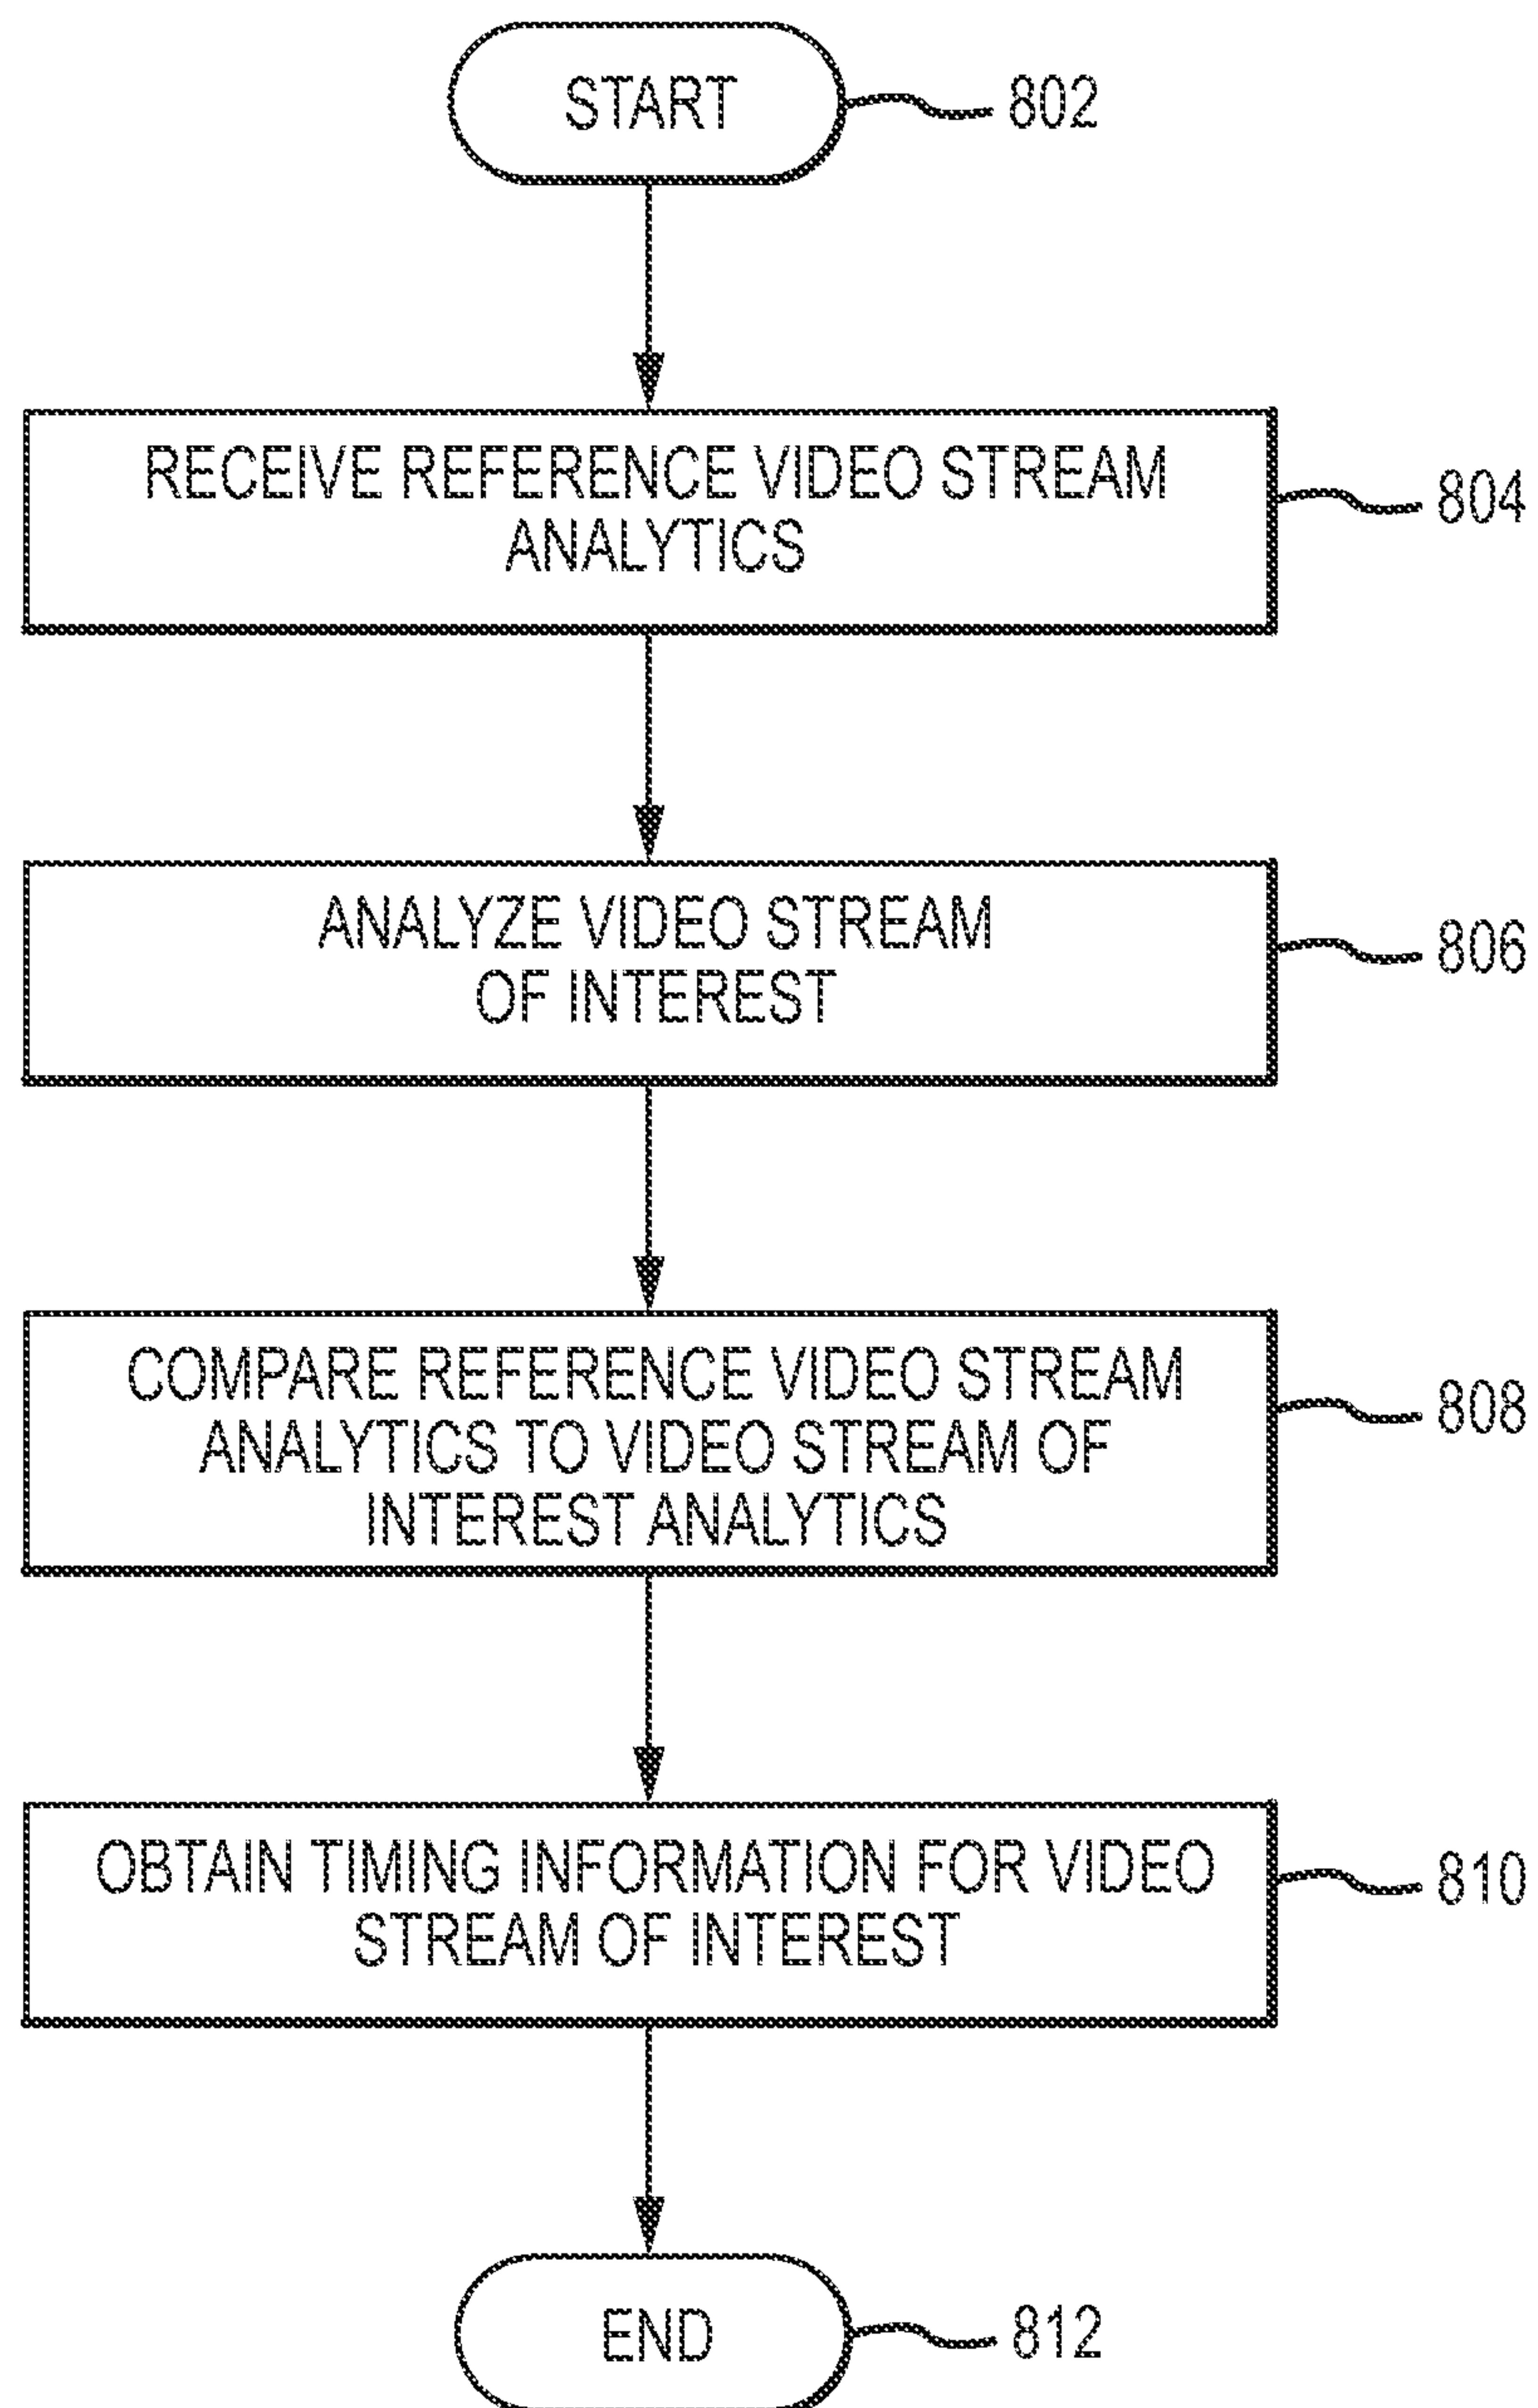 START
802
RECEIVE REFERENCE VIDEO STREAM
ANALYTICS
804
ANALYZE VIDEO STREAM
OF INTEREST
806
COMPARE REFERENCE VIDEO STREAM
ANALYTICS TO VIDEO STREAM OF
INTEREST ANALYTICS
808
OBTAIN TIMING INFORMATION FOR VIDEO
STREAM OF INTEREST
810
END
812